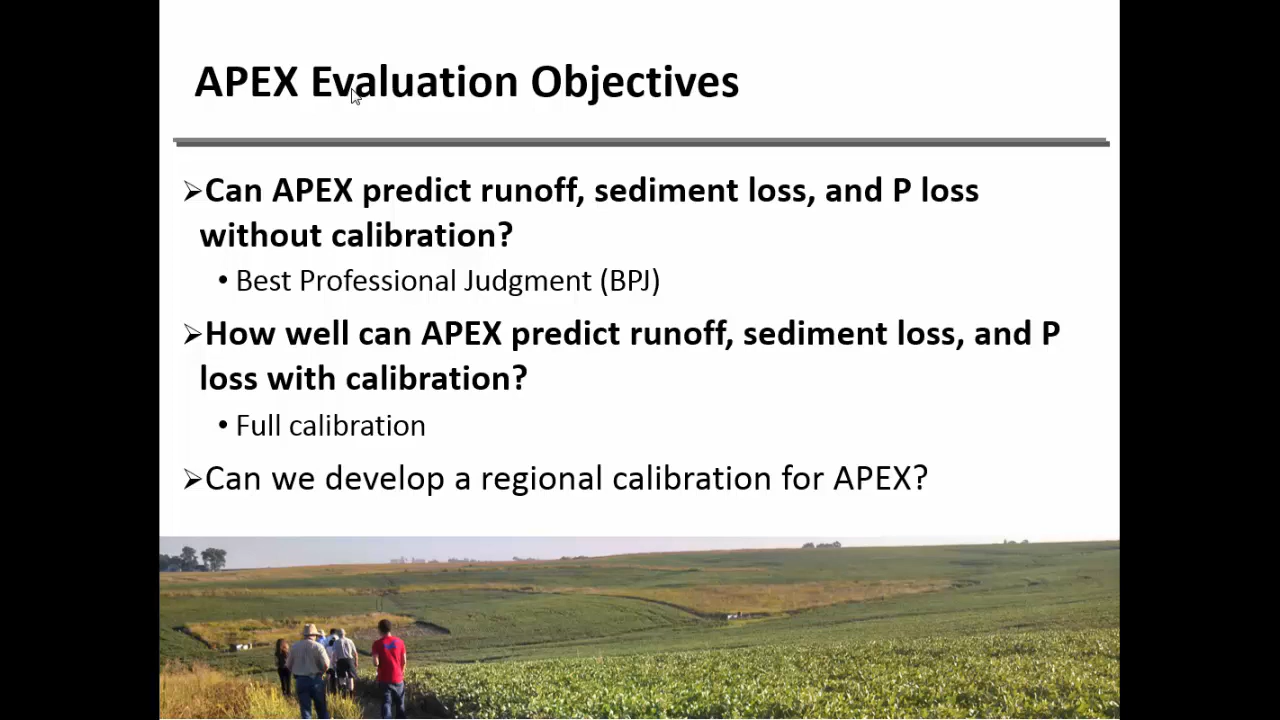 APEX Evaluation Objectives
➢Can APEX predict runoff, sediment loss, and P loss
without calibration?
• Best Professional Judgment (BPJ)
➢How well can APEX predict runoff, sediment loss, and P
loss with calibration?
• Full calibration
➢Can we develop a regional calibration for APEX?